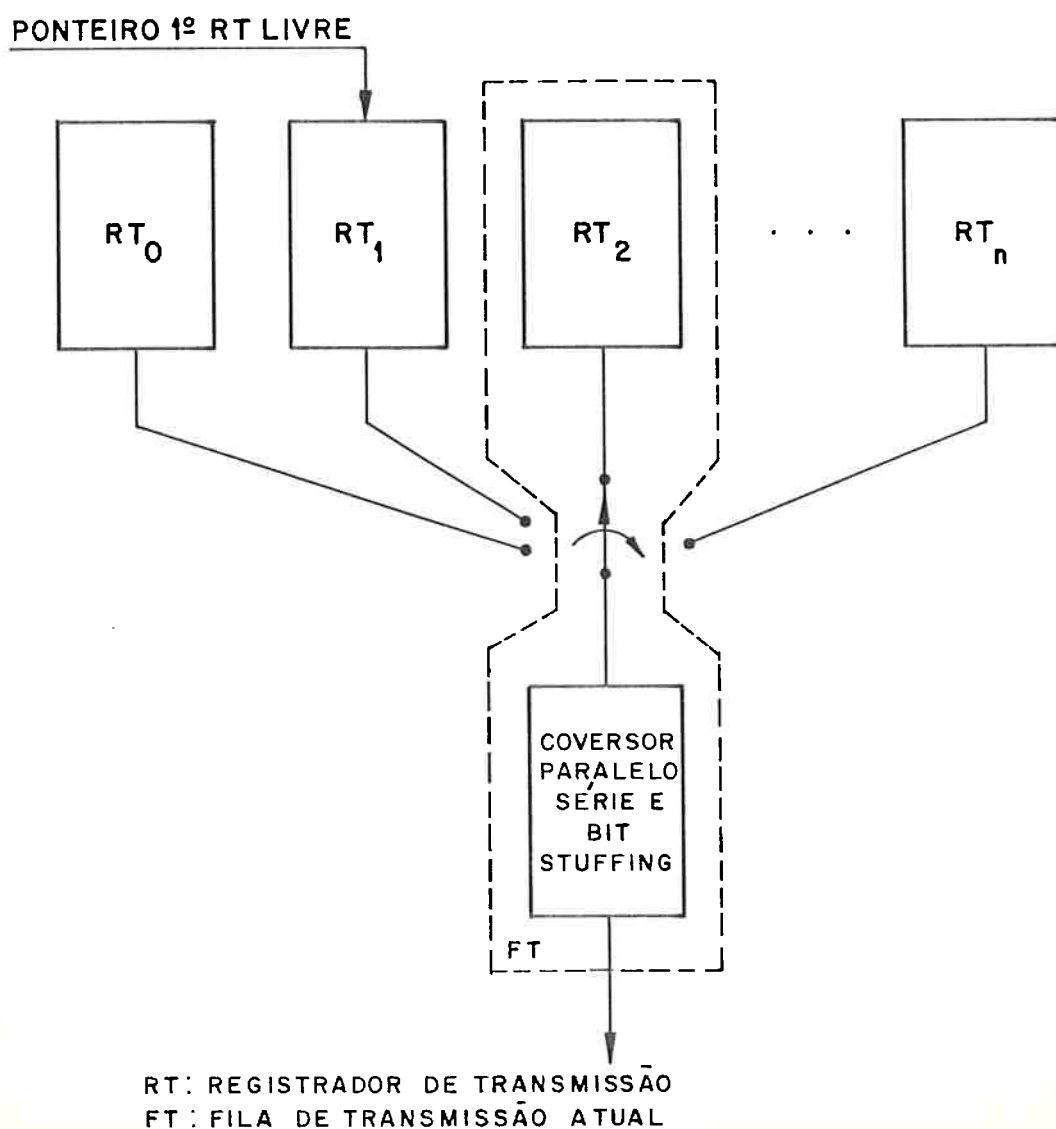 PONTEIRO 1º RT LIVRE
RT0
RT1
RT2
. . .
RTn
COVERSOR
PARALELO
SÉRIE E
BIT
STUFFING
FT
RT: REGISTRADOR DE TRANSMISSÃO
FT: FILA DE TRANSMISSÃO ATUAL